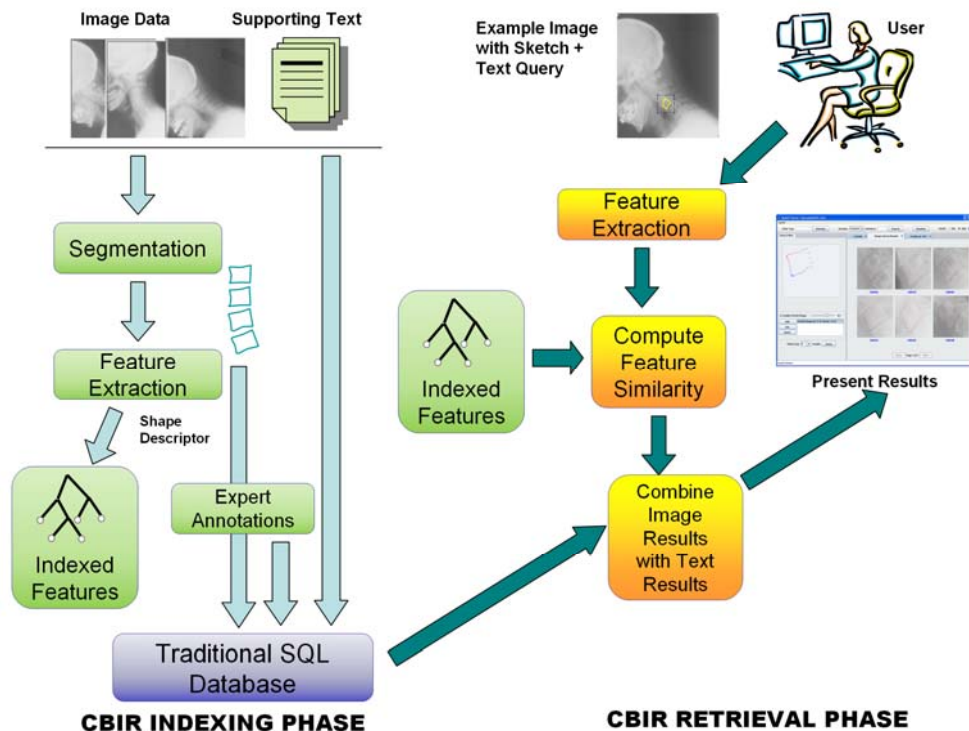 Image Data
Supporting Text
Segmentation
Feature
Extraction
Shape
Descriptor
Indexed
Features
Expert
Annotations
Traditional SQL
Database
CBIR INDEXING PHASE
Example Image
with Sketch +
Text Query
User
Feature
Extraction
Indexed
Features
Compute
Feature
Similarity
Combine
Image
Results
with Text
Results
Present Results
CBIR RETRIEVAL PHASE